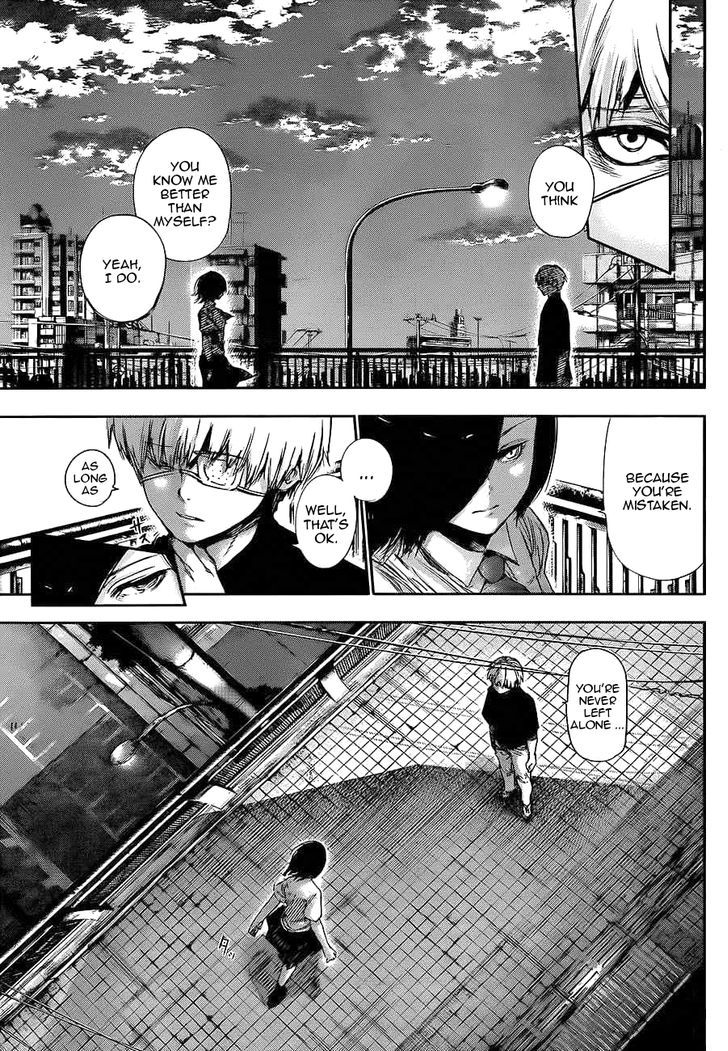 YOU
THINK
YOU
KNOW ME
BETTER
THAN
MYSELF?
YEAH,
I DO.
BECAUSE
YOU'RE
MISTAKEN.
...
WELL,
THAT'S
OK.
AS
LONG
AS
YOU'RE
NEVER
LEFT
ALONE ...